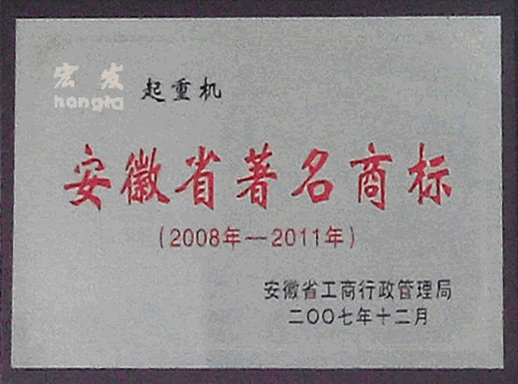 宏发 起重机
hongfa
安徽省著名商标
(2008年—2011年)
安徽省工商行政管理局
二〇〇七年十二月